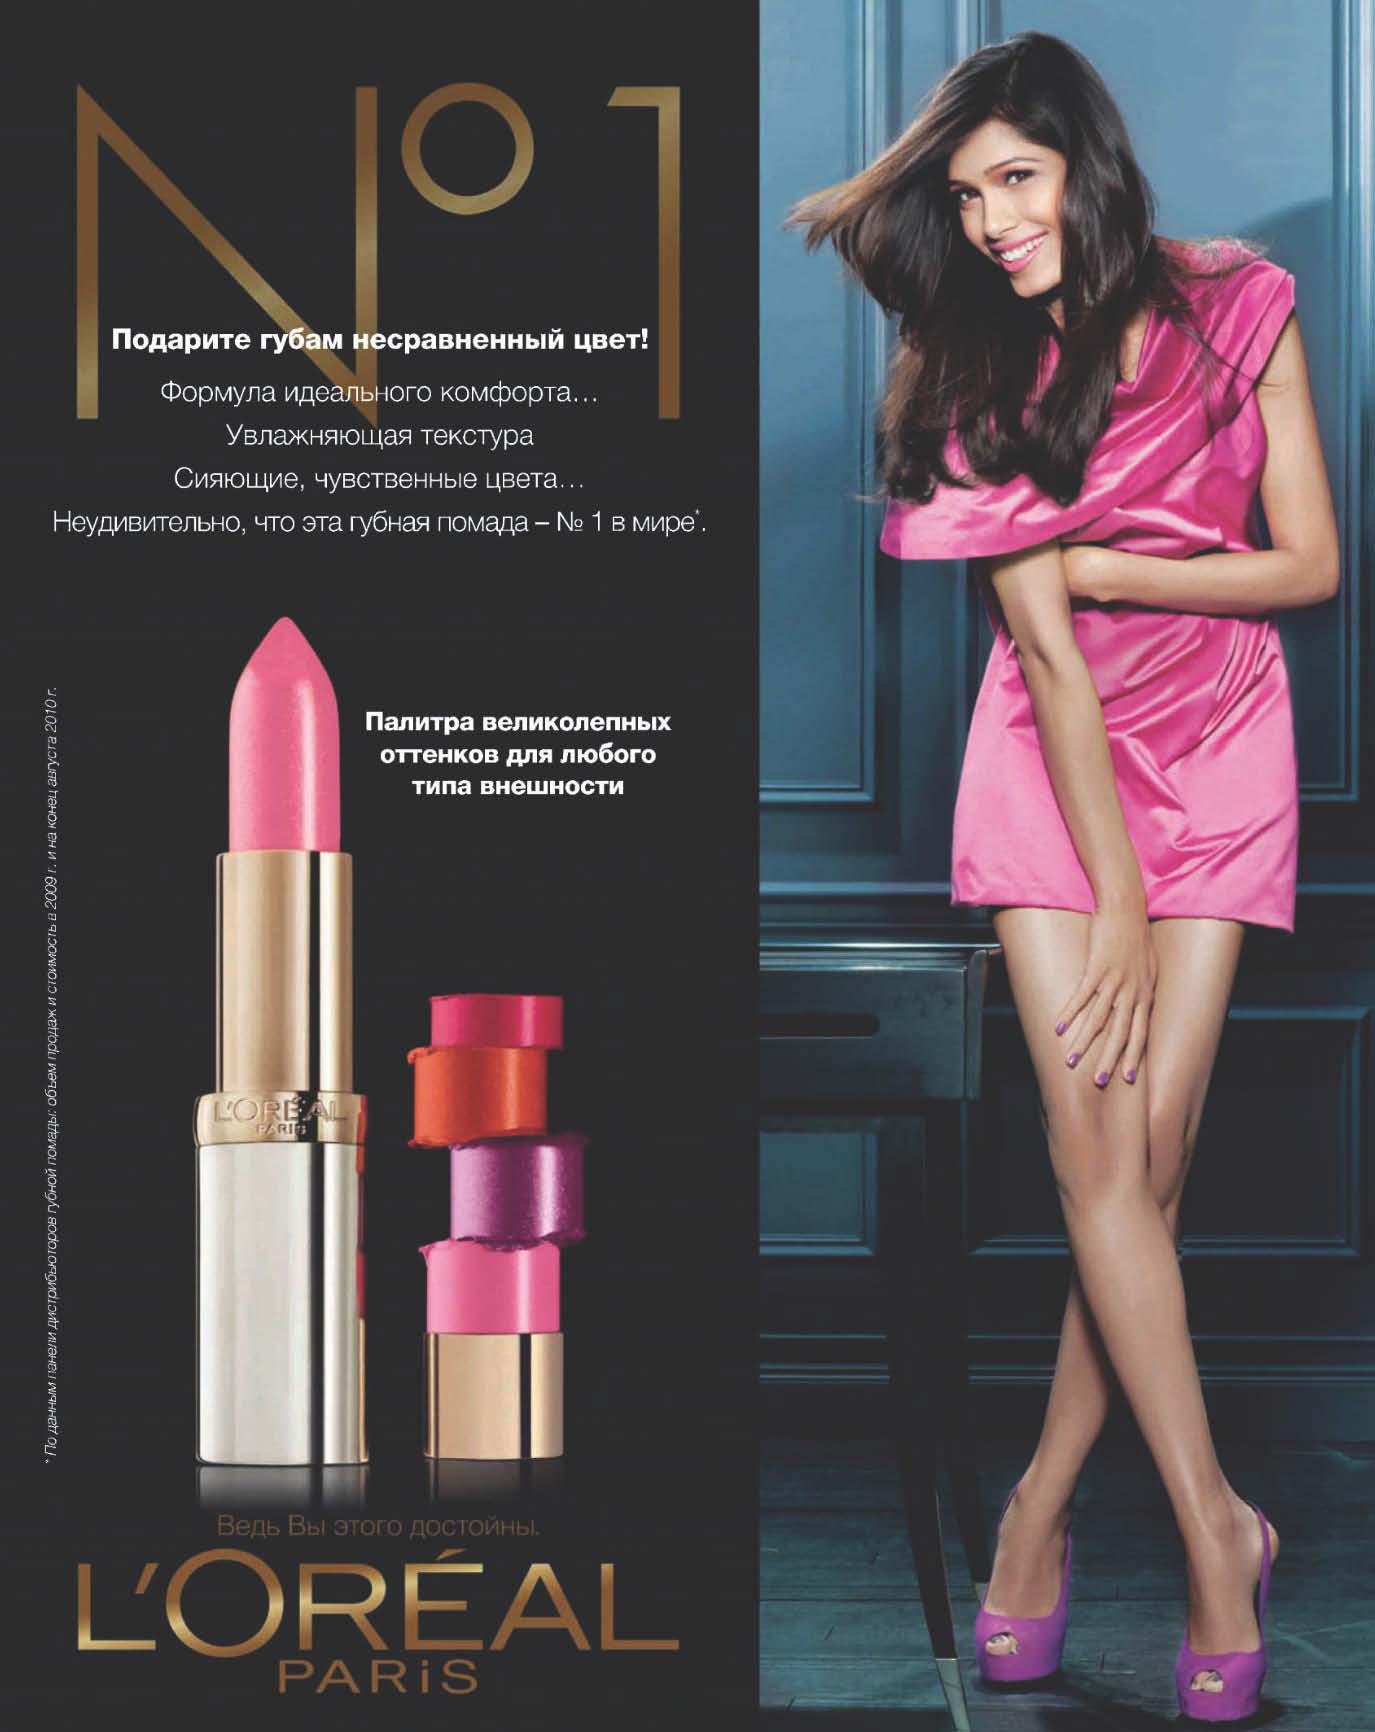 N° 1
Подарите губам несравненный цвет!
Формула идеального комфорта...
Увлажняющая текстура
Сияющие, чувственные цвета...
Неудивительно, что эта губная помада – № 1 в мире*.
Палитра великолепных
оттенков для любого
типа внешности
* По данным панели дистрибьюторов губной помады: объем продаж и стоимость в 2009 г. и на конец августа 2010 г.
L'ORÉAL
PARIS
Ведь Вы этого достойны.
L'ORÉAL
PARiS